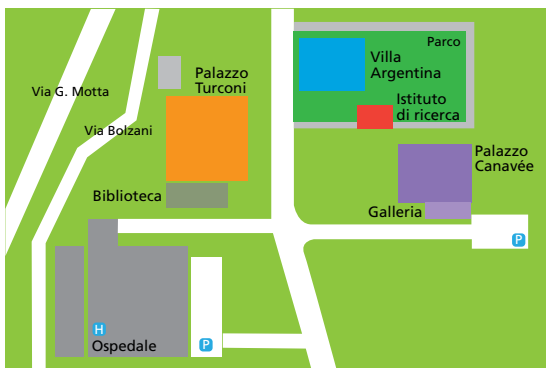 Parco
Villa
Argentina
Palazzo
Turconi
Via G. Motta
Istituto
di ricerca
Via Bolzani
Palazzo
Canavée
Biblioteca
Galleria
P
H
Ospedale
P